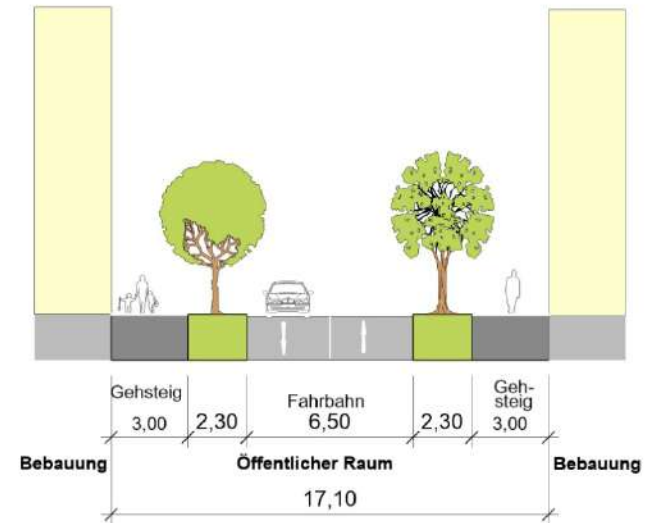 Gehsteig
3,00
2,30
Fahrbahn
6,50
2,30
Geh-
steig
3,00
Bebauung
Öffentlicher Raum
Bebauung
17,10